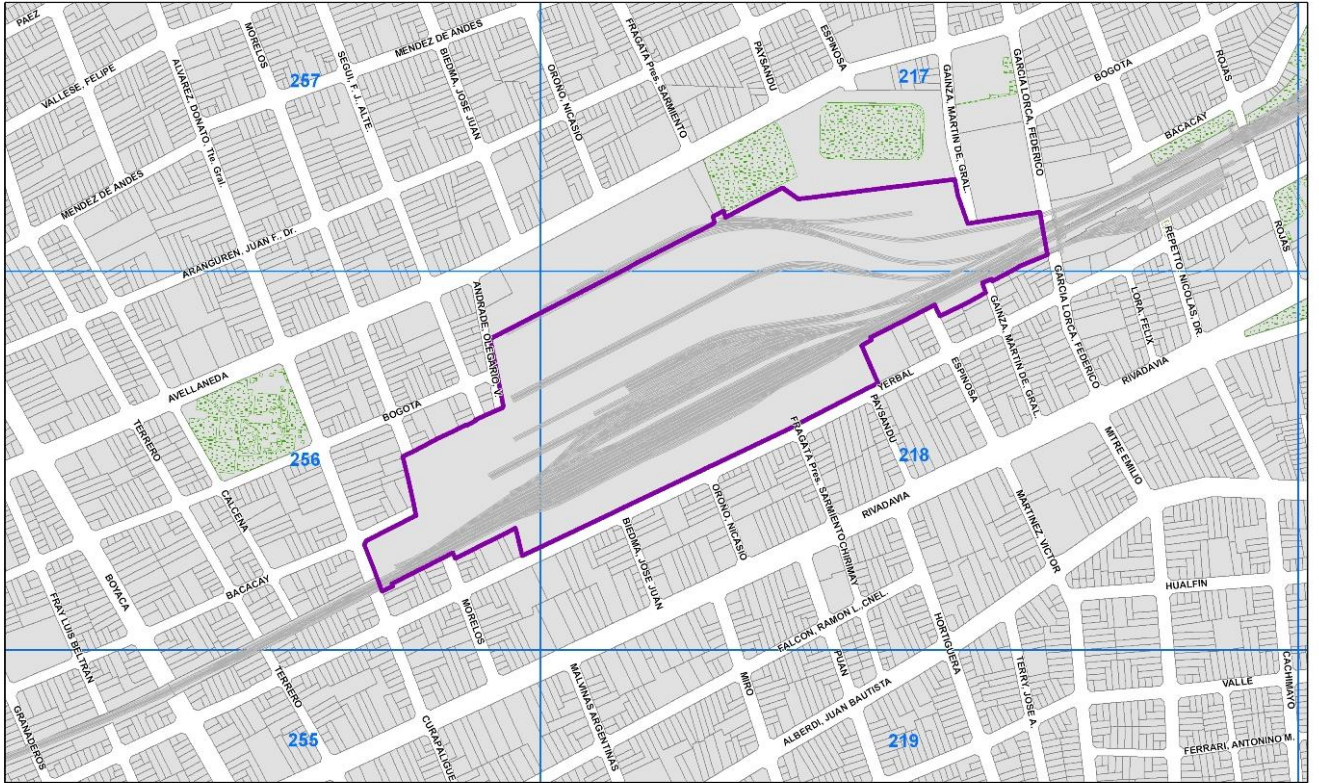 PAEZ
VALLESE, FELIPE
ALVAREZ, DONATO, Tte. Gral.
MORELOS
257
SEGUI, F. J., ALTE.
MENDEZ DE ANDES
BIEDMA, JOSE JUAN
ORONO, NICASIO
FRAGATA Pres. SARMIENTO
PAYSANDU
ESPINOSA
217
GAINZA, MARTIN DE, GRAL.
GARCIA LORCA, FEDERICO
BOGOTA
ROJAS
BACACAY
MENDEZ DE ANDES
ARANGUREN, JUAN F., Dr.
ANDRADE, OLEGARIO, V.
GARCIA LORCA, FEDERICO
GAINZA, MARTIN DE, GRAL.
LORA, FELIX
REPETTO, NICOLAS, DR.
ROJAS
AVELLANEDA
BOGOTA
TERRERO
256
CALCENA
YERBAL
ESPINOSA
PAYSANDU
RIVADAVIA
218
FRAGATA Pres. SARMIENTO
MITRE EMILIO
RIVADAVIA
MARTINEZ, VICTOR
ORONO, NICASIO
BIEDMA, JOSE JUAN
CHIRIMAY
BACACAY
BOYACA
FRAY LUIS BELTRAN
MORELOS
HUALFIN
FALCON, RAMON L.,CNEL.
PUAN
HORTIGUERA
TERRERO
MALVINAS ARGENTINAS
MIRO
TERRY, JOSE A.
VALLE
CACHIMAYO
GRANADEROS
255
CURAPALIGUE
ALBERDI, JUAN BAUTISTA
219
FERRARI, ANTONINO M.